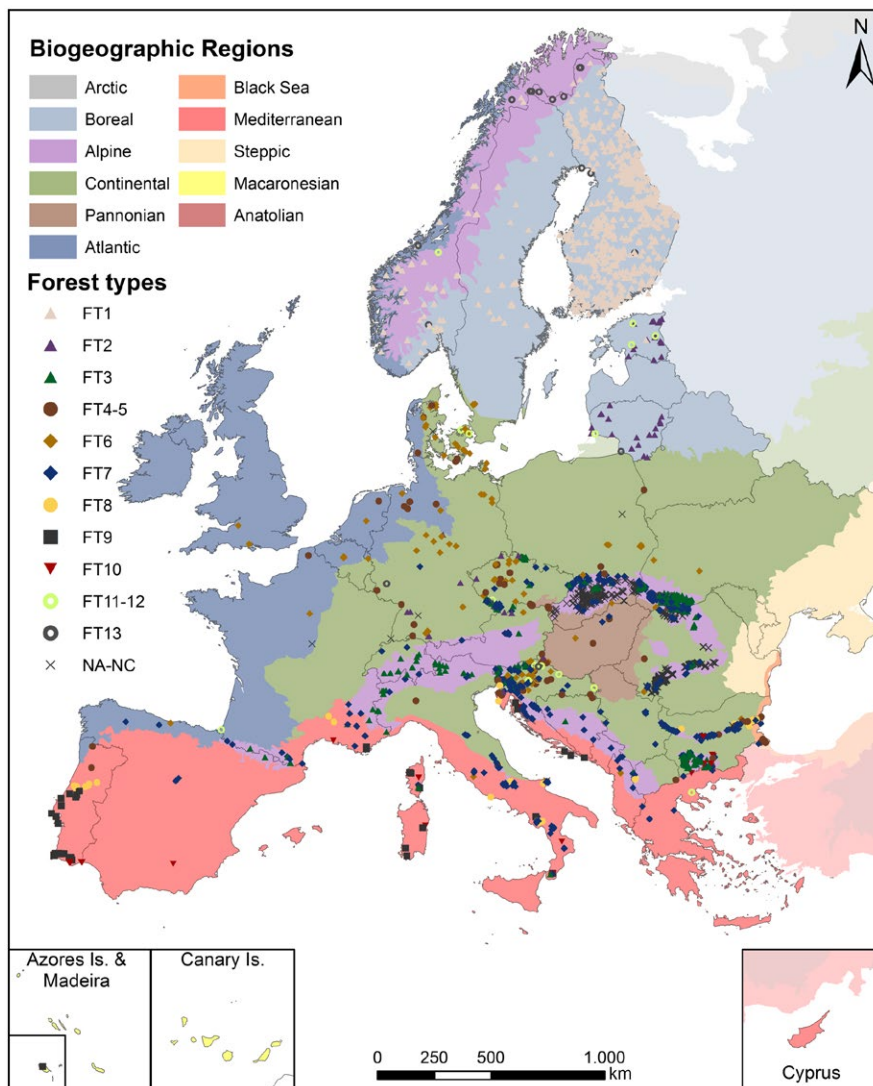 N
Biogeographic Regions
Arctic
Black Sea
Boreal
Mediterranean
Alpine
Steppic
Continental
Macaronesian
Pannonian
Anatolian
Atlantic
Forest types
FT1
FT2
FT3
FT4-5
FT6
FT7
FT8
FT9
FT10
FT11-12
FT13
NA-NC
Azores Is. &
Madeira
Canary Is.
0 250 500 1.000
km
Cyprus